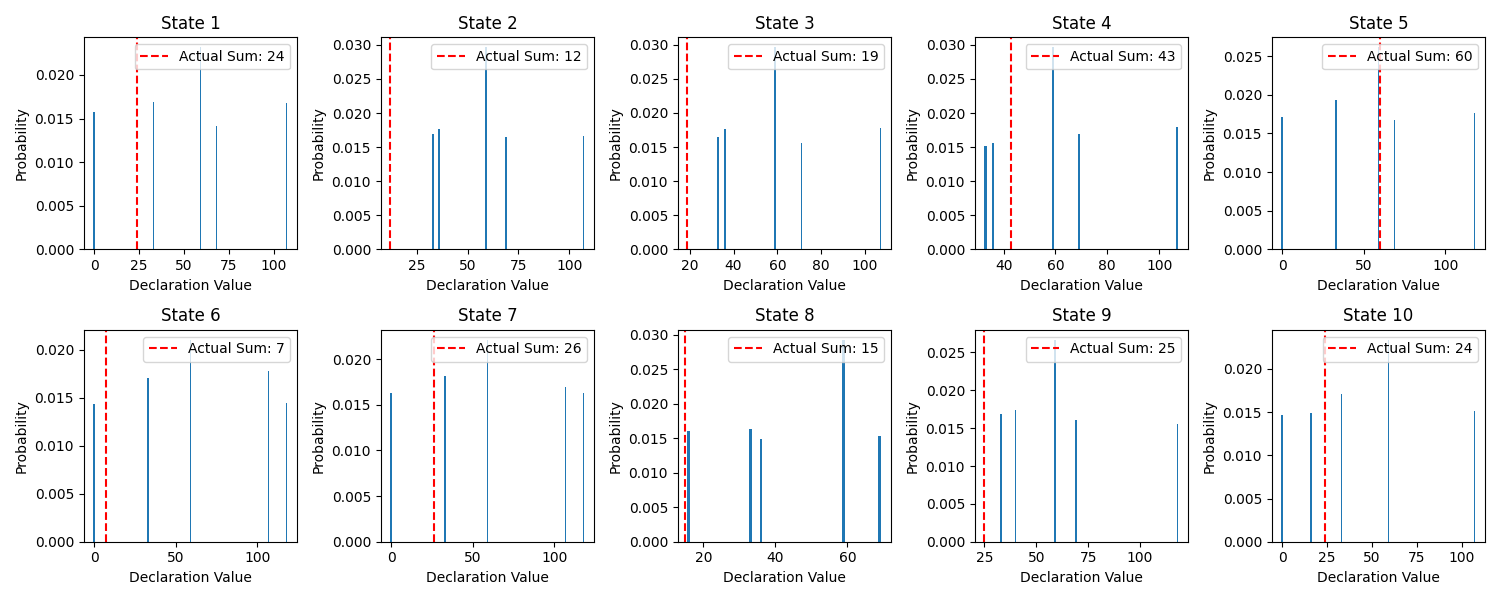 State 1
State 2
State 3
State 4
State 5
Actual Sum: 24
Actual Sum: 12
Actual Sum: 19
Actual Sum: 43
Actual Sum: 60
Probability
0.020
0.015
0.010
0.005
0.000
0 25 50 75 100
Declaration Value
Probability
0.030
0.025
0.020
0.015
0.010
0.005
0.000
25 50 75 100
Declaration Value
Probability
0.030
0.025
0.020
0.015
0.010
0.005
0.000
20 40 60 80 100
Declaration Value
Probability
0.030
0.025
0.020
0.015
0.010
0.005
0.000
40 60 80 100
Declaration Value
Probability
0.025
0.020
0.015
0.010
0.005
0.000
0 50 100
Declaration Value
State 6
State 7
State 8
State 9
State 10
Actual Sum: 7
Actual Sum: 26
Actual Sum: 15
Actual Sum: 25
Actual Sum: 24
Probability
0.020
0.015
0.010
0.005
0.000
0 50 100
Declaration Value
Probability
0.020
0.015
0.010
0.005
0.000
0 50 100
Declaration Value
Probability
0.030
0.025
0.020
0.015
0.010
0.005
0.000
20 40 60
Declaration Value
Probability
0.025
0.020
0.015
0.010
0.005
0.000
25 50 75 100
Declaration Value
Probability
0.020
0.015
0.010
0.005
0.000
0 25 50 75 100
Declaration Value